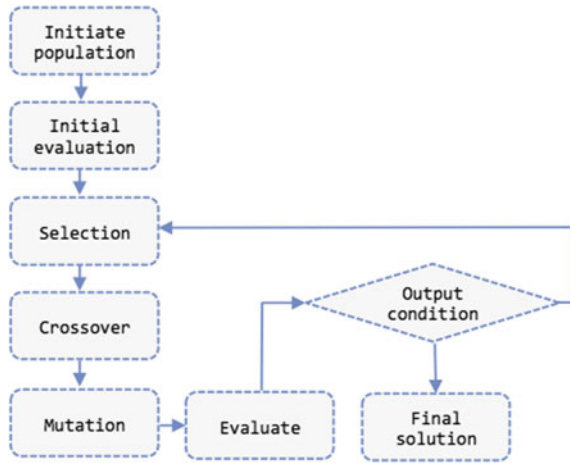 Initiate
population
Initial
evaluation
Selection
Crossover
Mutation
Evaluate
Output
condition
Final
solution